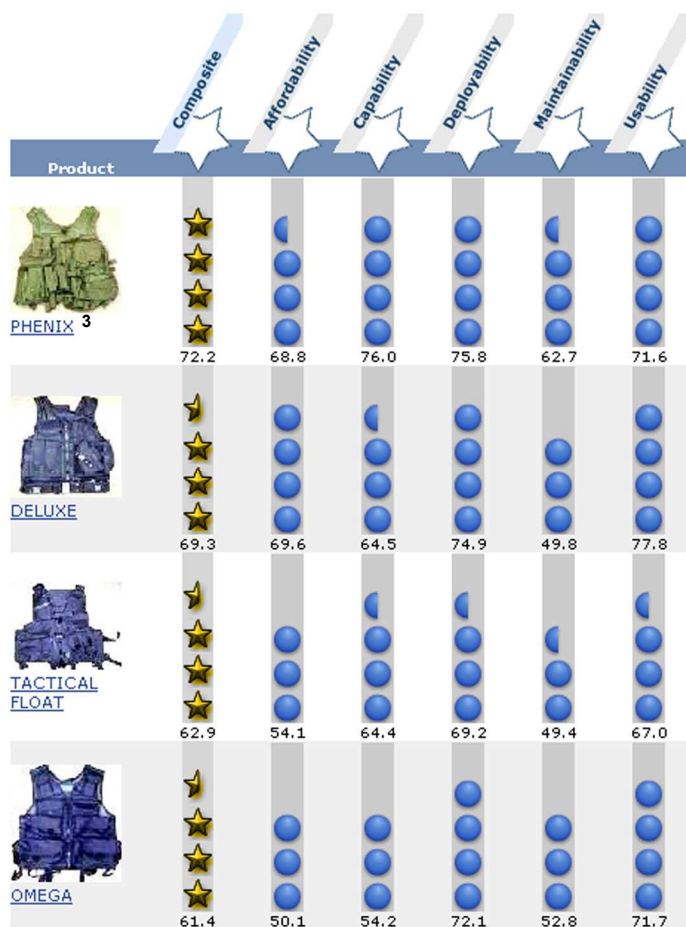 Composite Affordability Capability Deployabilty Maintainability Usability
Product
PHENIX 3
72.2 68.8 76.0 75.8 62.7 71.6
DELUXE
69.3 69.6 64.5 74.9 49.8 77.8
TACTICAL
FLOAT
62.9 54.1 64.4 69.2 49.4 67.0
OMEGA
61.4 50.1 54.2 72.1 52.8 71.7